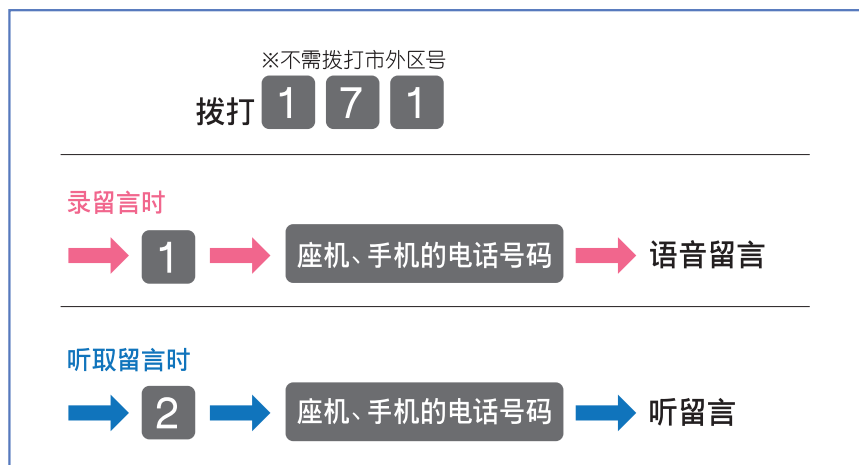 ※不需拨打市外区号
拨打 1 7 1
录留言时
1 座机、手机的电话号码 语音留言
听取留言时
2 座机、手机的电话号码 听留言